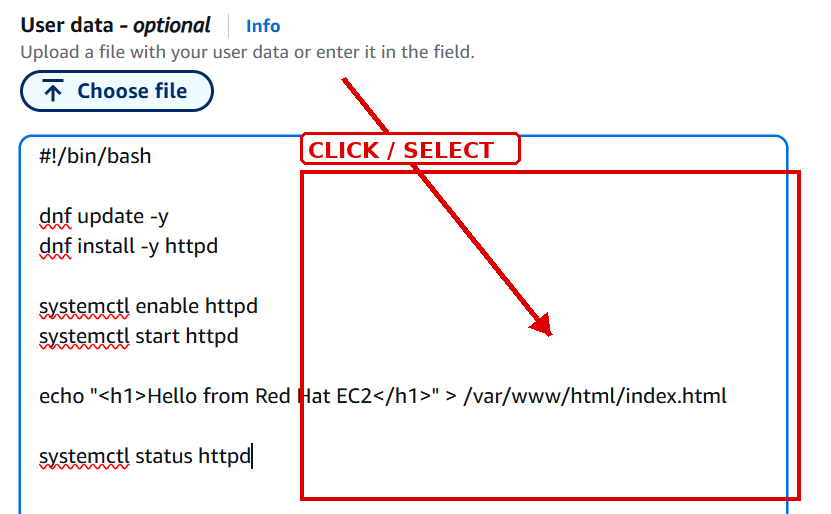 User data - optional Info
Upload a file with your user data or enter it in the field.
Choose file
CLICK / SELECT
#!/bin/bash
dnf update -y
dnf install -y httpd
systemctl enable httpd
systemctl start httpd
echo "<h1>Hello from Red Hat EC2</h1>" > /var/www/html/index.html
systemctl status httpd